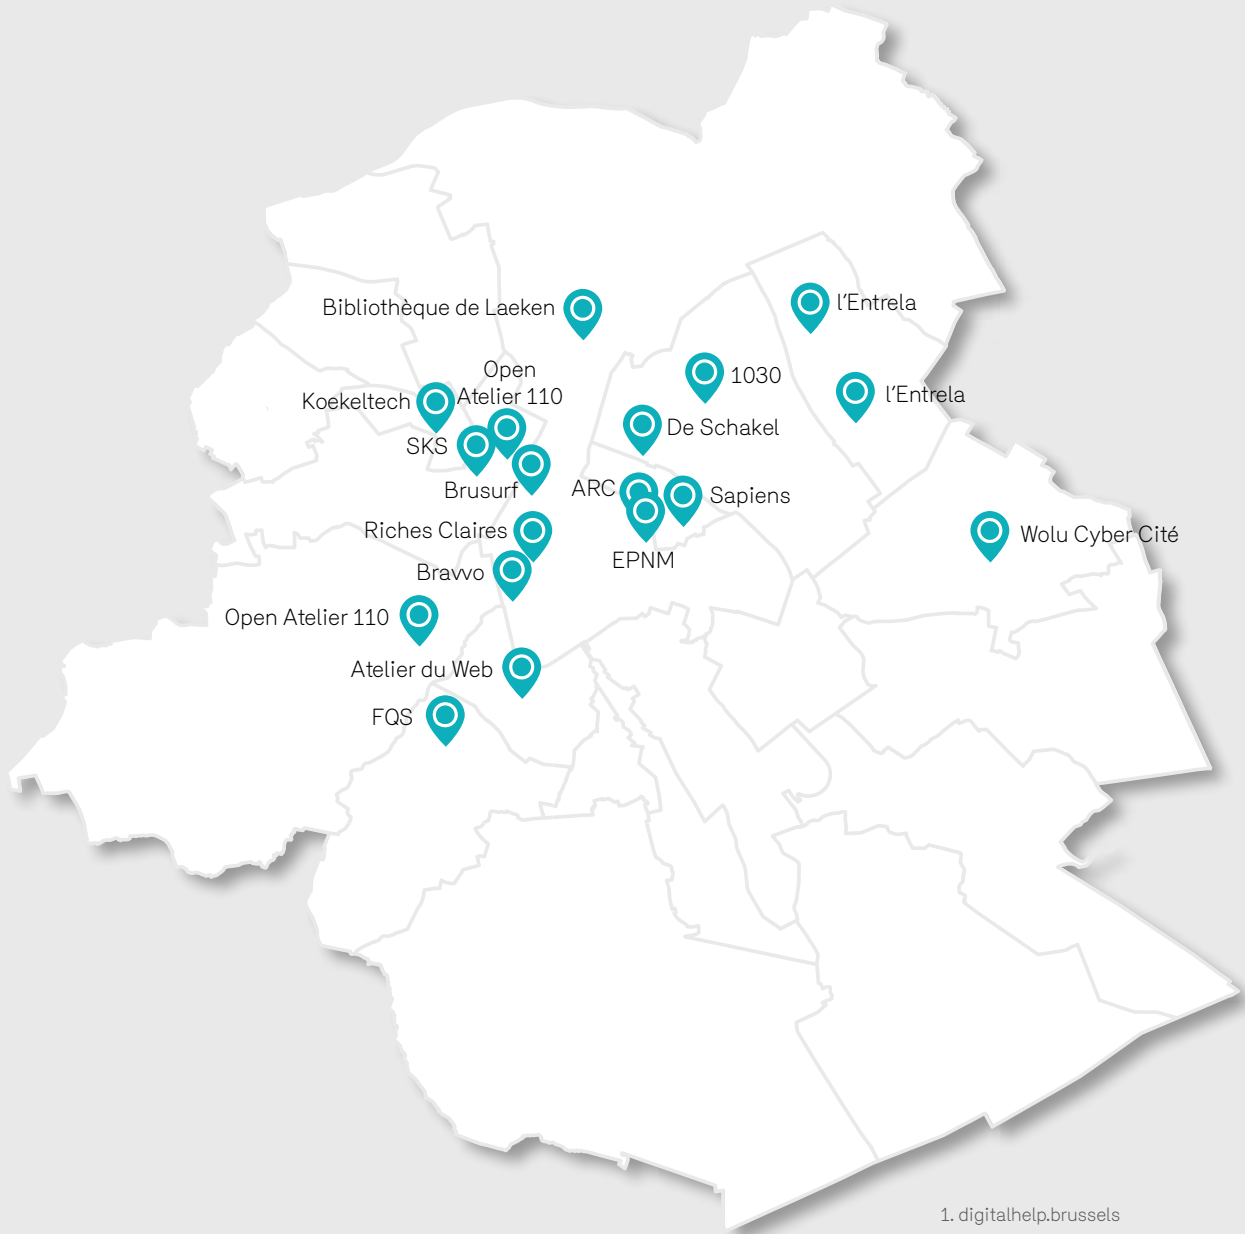 l'Entrela
Bibliothèque de Laeken
Open
Atelier 110
1030
l'Entrela
Koekeltech
De Schakel
SKS
Brusurf
ARC
Sapiens
Riches Claires
Wolu Cyber Cité
EPNM
Bravvo
Open Atelier 110
Atelier du Web
FQS
1. digitalhelp.brussels